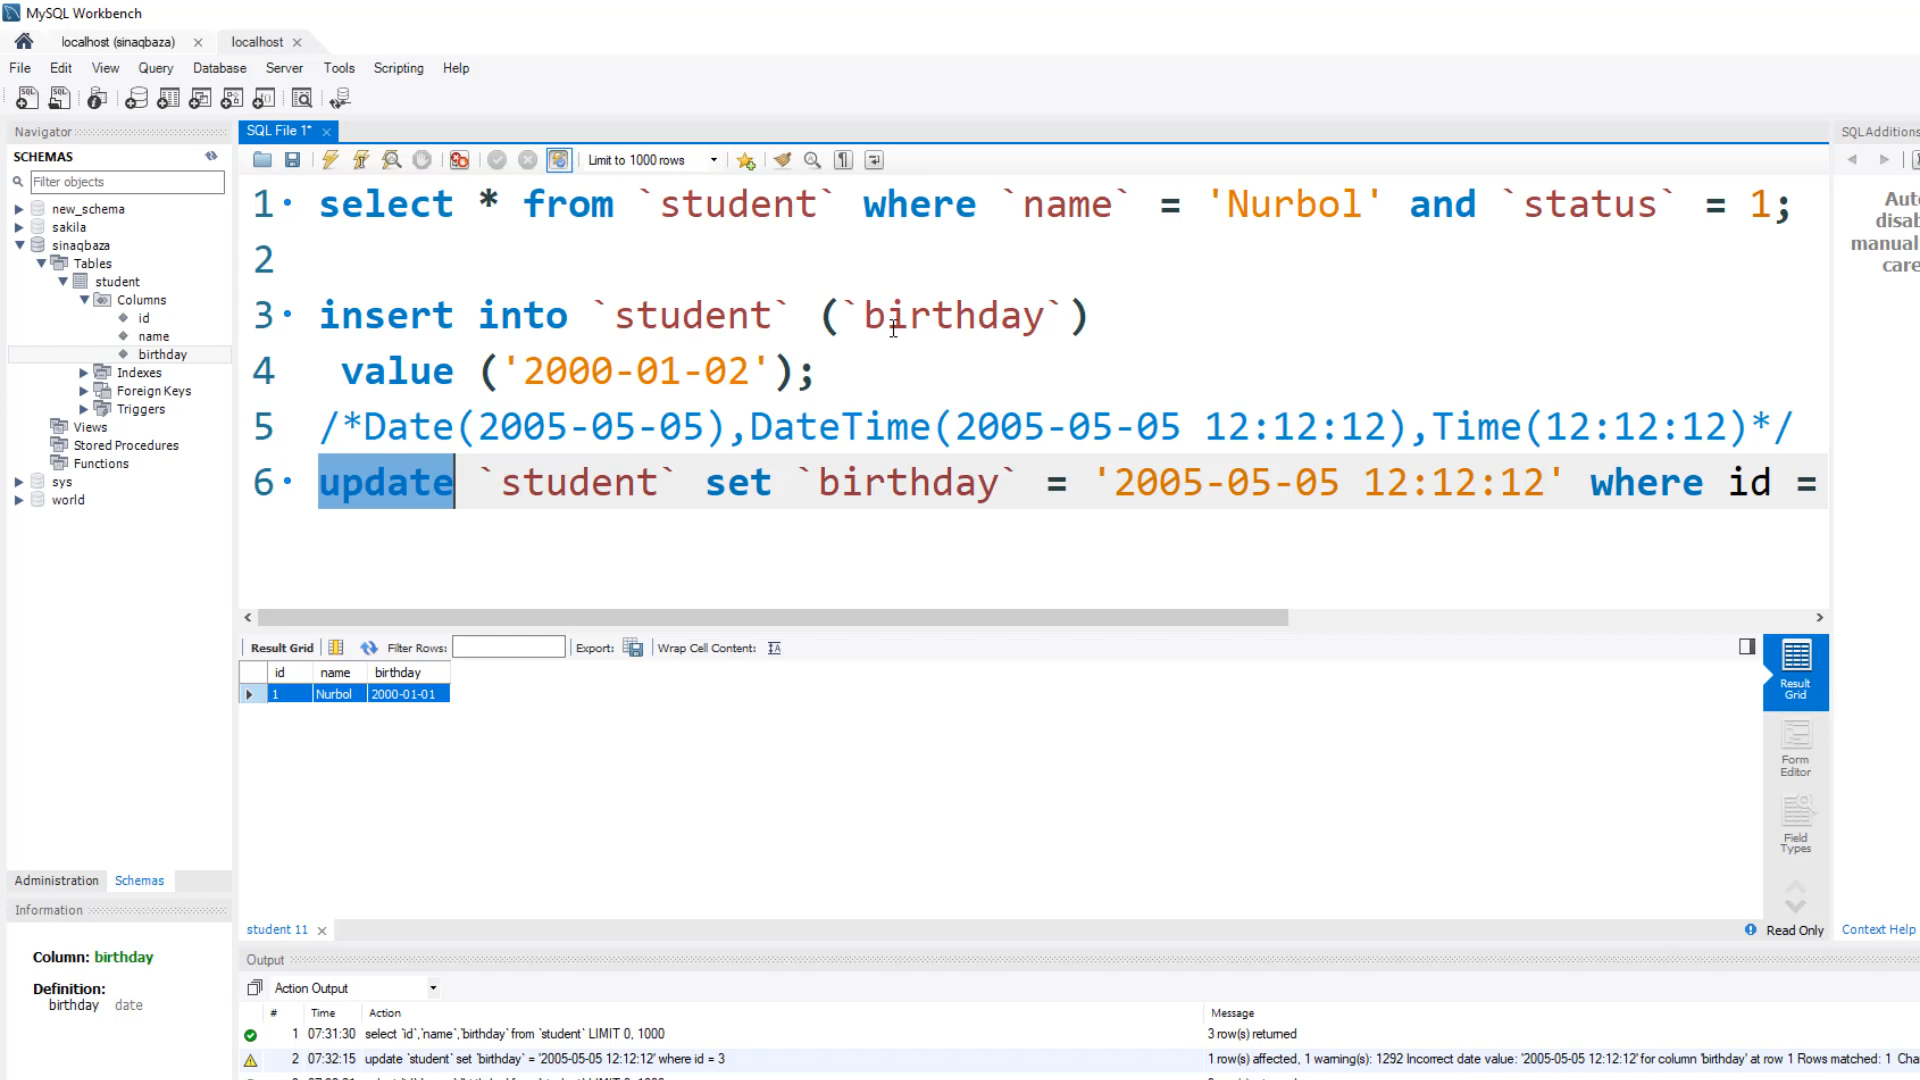 MySQL Workbench
localhost (sinaqbaza) localhost
File Edit View Query Database Server Tools Scripting Help
Navigator SQL File 1* SQLAdditions
SCHEMAS Limit to 1000 rows
Filter objects
new_schema
sakila
sinaqbaza
Tables
student
Columns
id
name
birthday
Indexes
Foreign Keys
Triggers
Views
Stored Procedures
Functions
sys
world
1 select * from `student` where `name` = 'Nurbol' and `status` = 1;
2
3 insert into `student` (`birthday`)
4 value ('2000-01-02');
5 /*Date(2005-05-05),DateTime(2005-05-05 12:12:12),Time(12:12:12)*/
6 update `student` set `birthday` = '2005-05-05 12:12:12' where id =
disab
manual
care
Result Grid Filter Rows: Export: Wrap Cell Content:
id name birthday
1 Nurbol 2000-01-01
Result
Grid
Form
Editor
Field
Types
Administration Schemas
Information
Column: birthday
Definition:
birthday date
student 11 Read Only Context Help
Output
Action Output
# Time Action Message
1 07:31:30 select `id`,`name`,`birthday` from `student` LIMIT 0, 1000 3 row(s) returned
2 07:32:15 update `student` set `birthday` = '2005-05-05 12:12:12' where id = 3 1 row(s) affected, 1 warning(s): 1292 Incorrect date value: '2005-05-05 12:12:12' for column 'birthday' at row 1 Rows matched: 1 Cha